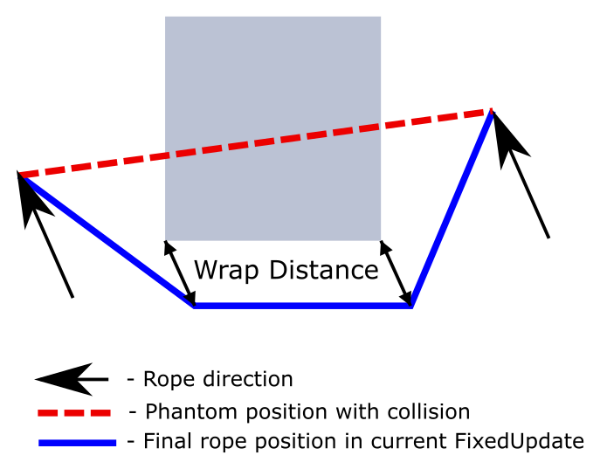 Wrap Distance
- Rope direction
- Phantom position with collision
- Final rope position in current FixedUpdate